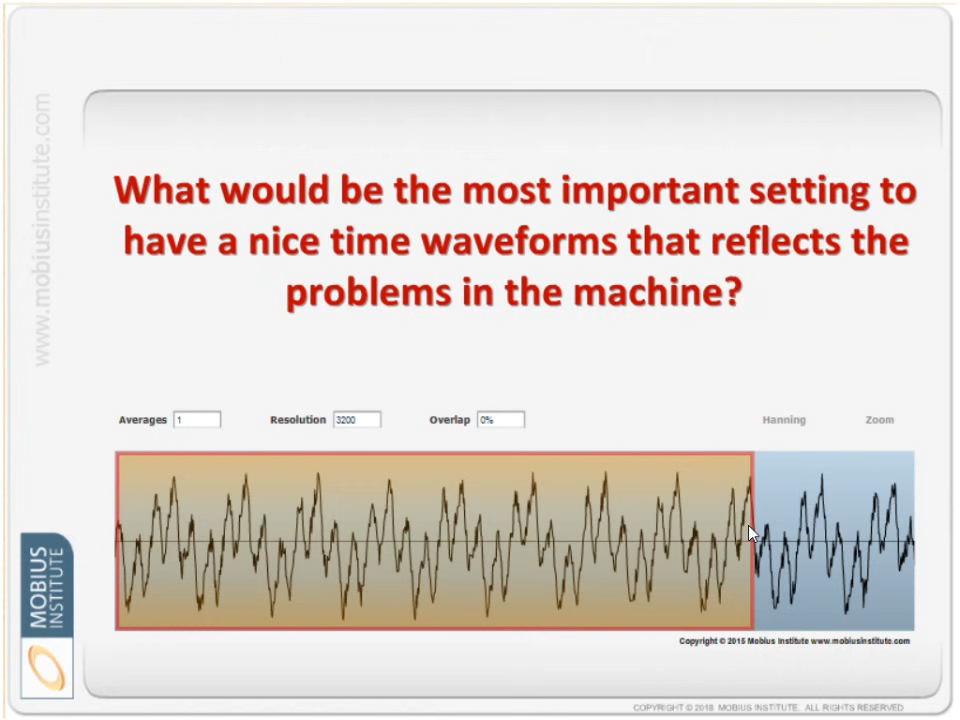 www.mobiusinstitute.com
What would be the most important setting to
have a nice time waveforms that reflects the
problems in the machine?
Averages 1 Resolution 3200 Overlap 0% Hanning Zoom
Copyright © 2015 Mobius Institute www.mobiusinstitute.com
MOBIUS
INSTITUTE
COPYRIGHT © 2018 MOBIUS INSTITUTE. ALL RIGHTS RESERVED